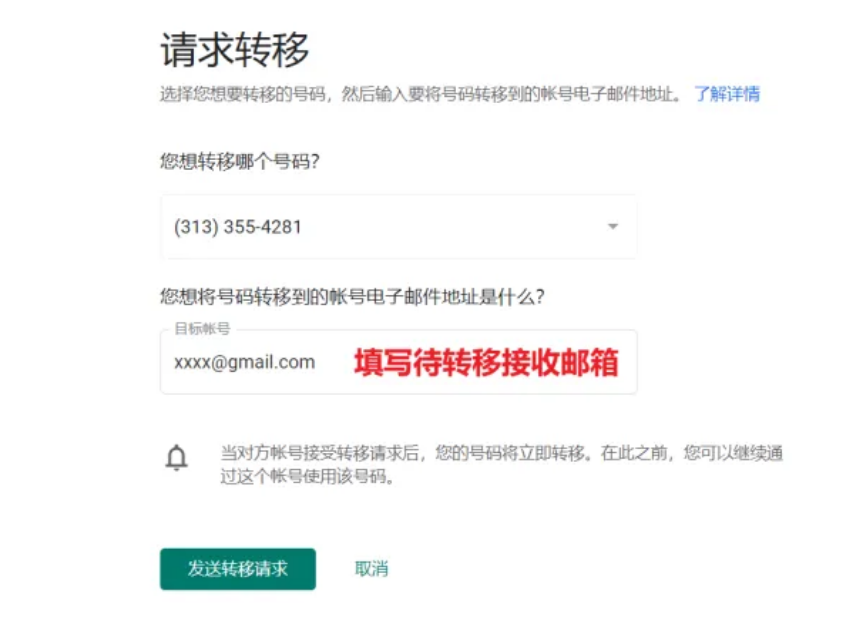 请求转移
选择您想要转移的号码，然后输入要将号码转移到的帐号电子邮件地址。 了解详情
您想转移哪个号码？
(313) 355-4281
您想将号码转移到的帐号电子邮件地址是什么？
目标帐号
xxxx@gmail.com 填写待转移接收邮箱
当对方帐号接受转移请求后，您的号码将立即转移。在此之前，您可以继续通
过这个帐号使用该号码。
发送转移请求 取消